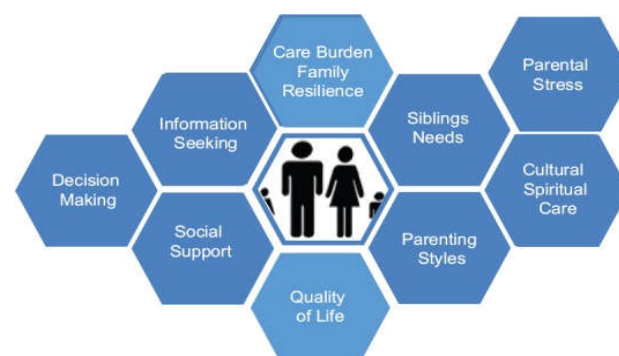 Care Burden
Family
Resilience
Parental
Stress
Information
Seeking
Siblings
Needs
Decision
Making
Cultural
Spiritual
Care
Social
Support
Parenting
Styles
Quality
of Life